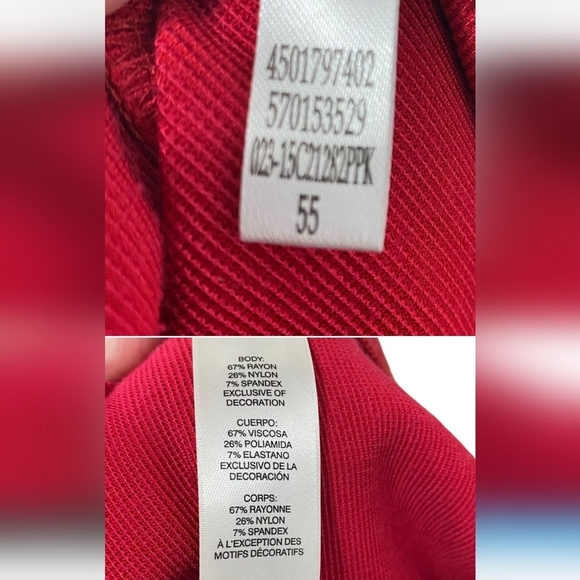 4501797402
570153529
023-15C21282PPK
55
BODY:
67% RAYON
26% NYLON
7% SPANDEX
EXCLUSIVE OF
DECORATION
CUERPO:
67% VISCOSA
26% POLIAMIDA
7% ELASTANO
EXCLUSIVO DE LA
DECORACIÓN
CORPS:
67% RAYONNE
26% NYLON
7% SPANDEX
À L'EXCEPTION DES
MOTIFS DÉCORATIFS